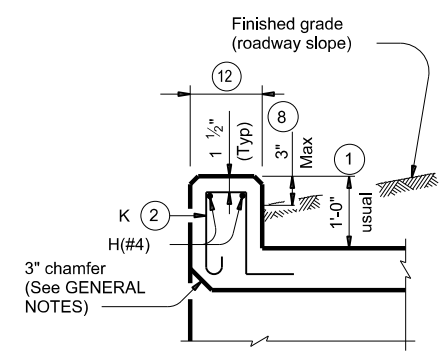 Finished grade
(roadway slope)
12
8
1 1/2"
(Typ)
3"
Max
1
1'-0"
usual
K 2
H(#4)
3" chamfer
(See GENERAL
NOTES)